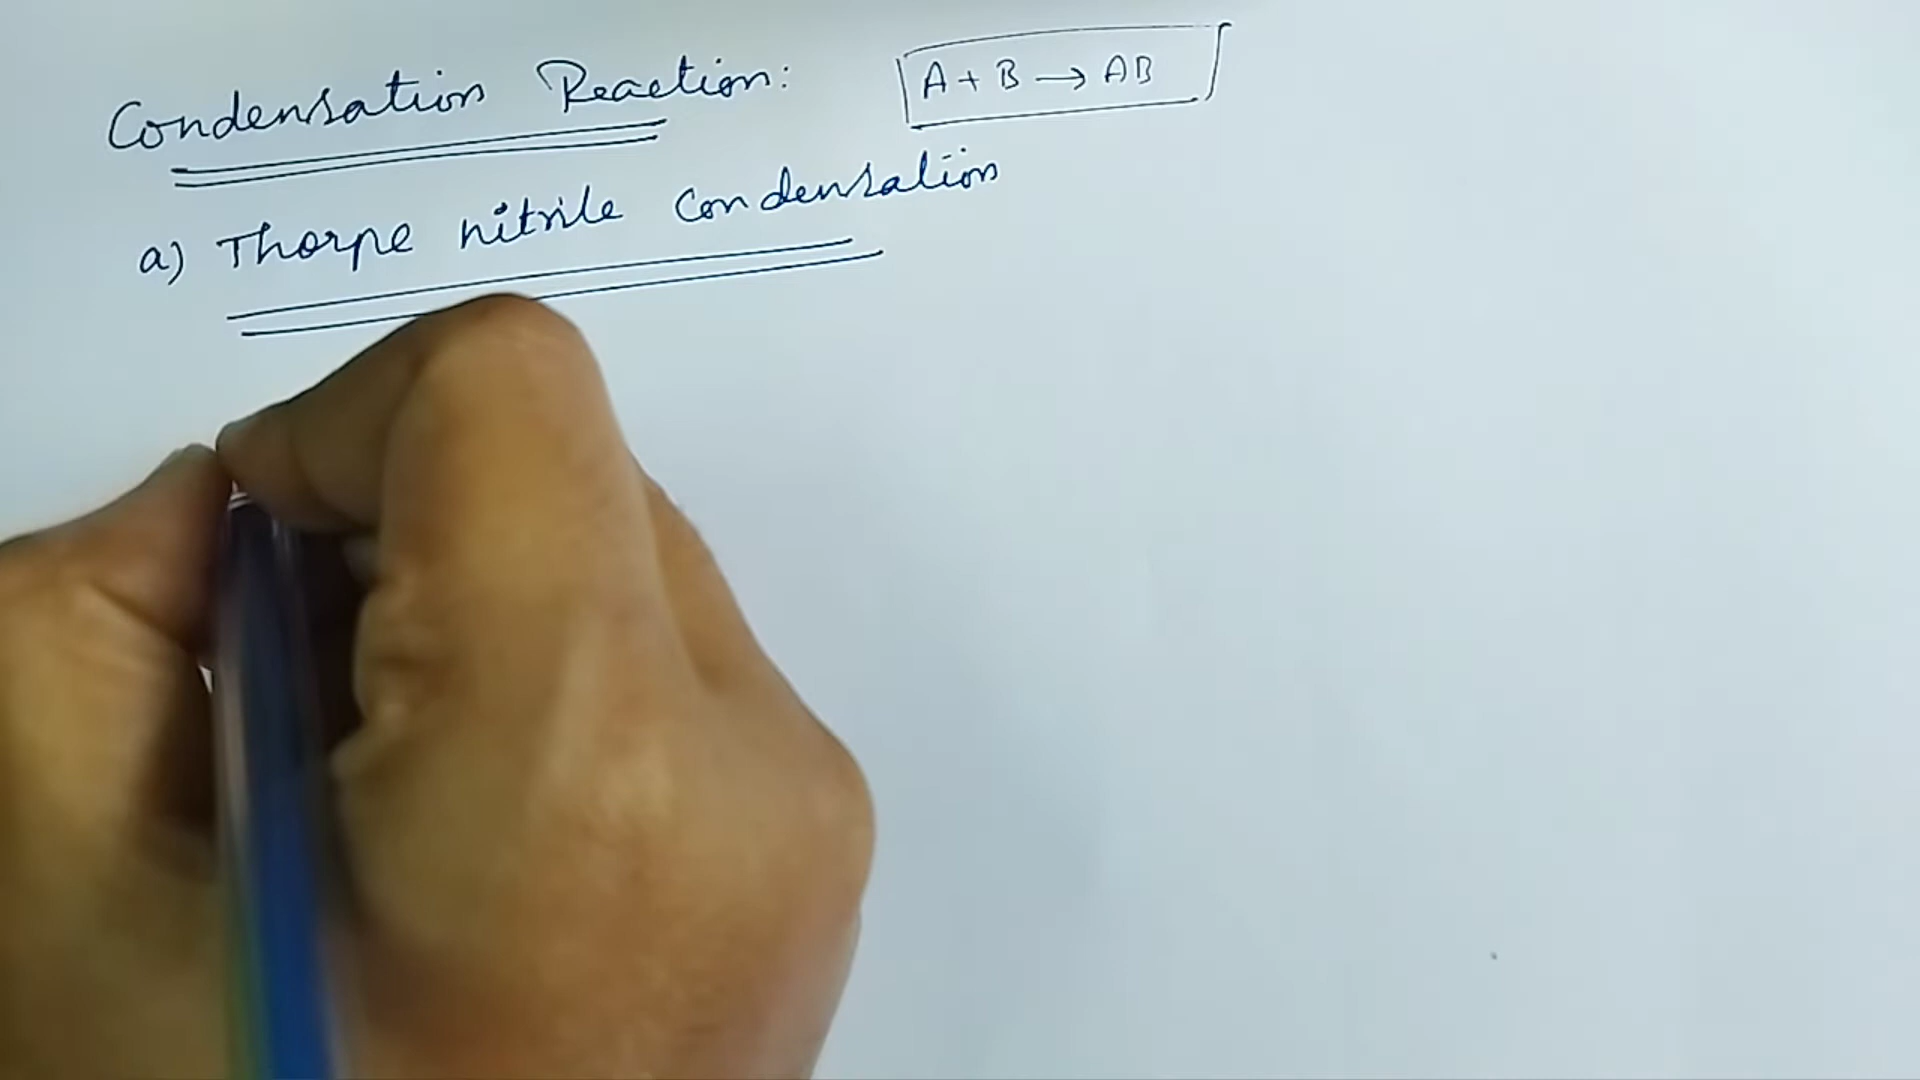 Condensation Reaction: A + B → AB
a) Thorpe nitrile Condensation